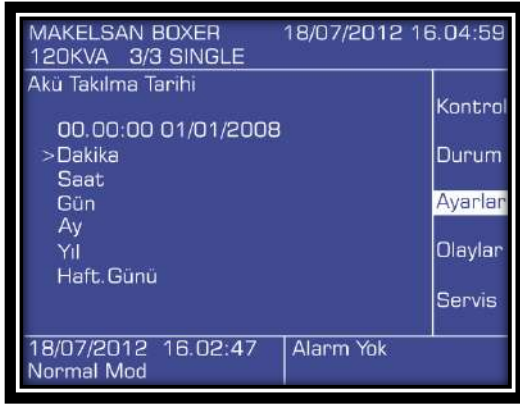 MAKELSAN BOXER 18/07/2012 16.04:59
120KVA 3/3 SINGLE
Akü Takılma Tarihi
00.00:00 01/01/2008
>Dakika
Saat
Gün
Ay
Yıl
Haft.Günü
Kontrol
Durum
Ayarlar
Olaylar
Servis
18/07/2012 16.02:47
Normal Mod
Alarm Yok